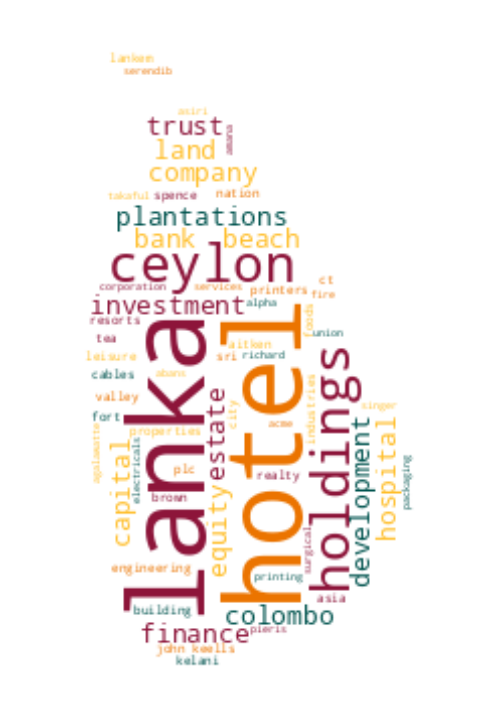 lankem
serendib
asiri
trust
amana
land
company
takaful
spence
nation
plantations
bank
beach
ceylon
corporation
services
printers
ct
fire
investment
alpha
resorts
foods
union
tea
aitken
leisure
sri
richard
cables
abans
lanka
hotel
holdings
valley
fort
city
estate
acme
industries
singer
properties
agalawatte
capital
electricals
plc
brown
equity
realty
development
hospital
packaging
surgical
engineering
printing
building
asia
colombo
finance
pieris
john keells
kelani